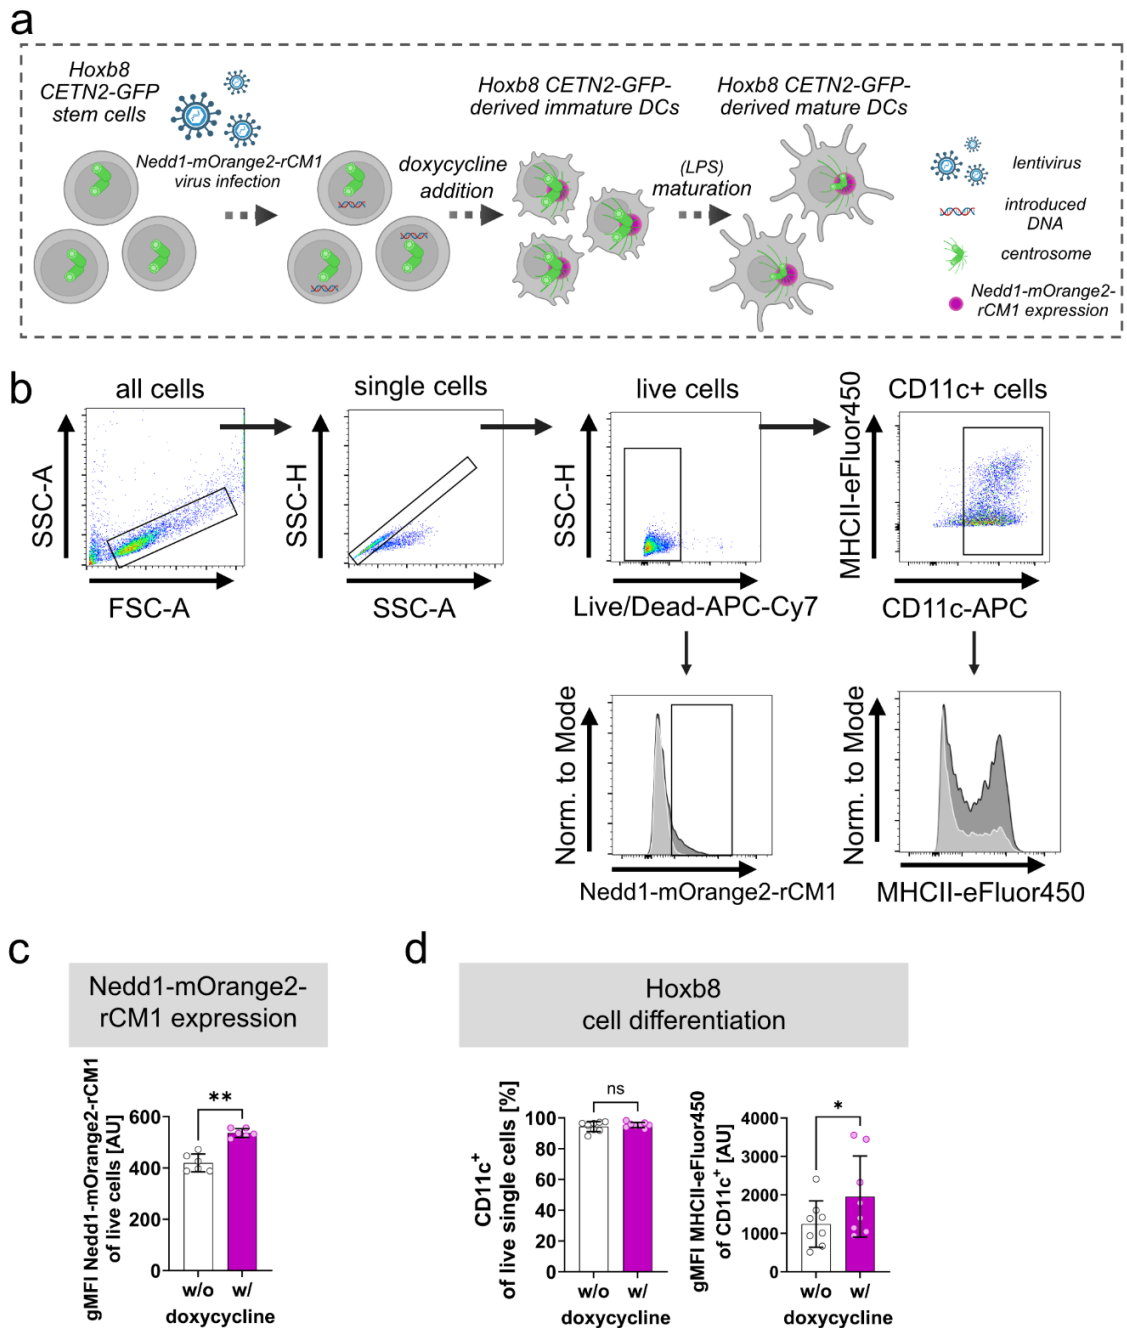 a
Hoxb8
CETN2-GFP
stem cells
Nedd1-mOrange2-rCM1
virus infection
doxycycline
addition
Hoxb8 CETN2-GFP-
derived immature DCs
(LPS)
maturation
Hoxb8 CETN2-GFP-
derived mature DCs
lentivirus
introduced
DNA
centrosome
Nedd1-mOrange2-
rCM1 expression
b
all cells
SSC-A
FSC-A
single cells
SSC-H
SSC-A
live cells
SSC-H
Live/Dead-APC-Cy7
CD11c+ cells
MHCII-eFluor450
CD11c-APC
Norm. to Mode
Nedd1-mOrange2-rCM1
Norm. to Mode
MHCII-eFluor450
c
Nedd1-mOrange2-
rCM1 expression
gMFI Nedd1-mOrange2-rCM1
of live cells [AU]
600
400
200
0
**
w/o
w/
doxycycline
d
Hoxb8
cell differentiation
CD11c+
of live single cells [%]
100
80
60
40
20
0
ns
w/o
w/
doxycycline
gMFI MHCII-eFluor450
of CD11c+ [AU]
4000
3000
2000
1000
0
*
w/o
w/
doxycycline